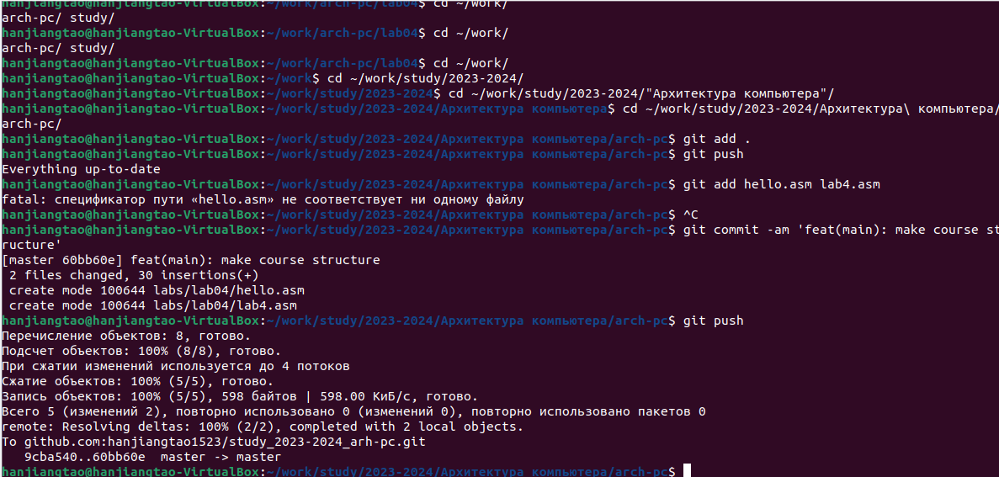 hanjiangtao@hanjiangtao-VirtualBox:~/work/arch-pc/lab04$ cd ~/work/
arch-pc/ study/
hanjiangtao@hanjiangtao-VirtualBox:~/work/arch-pc/lab04$ cd ~/work/
arch-pc/ study/
hanjiangtao@hanjiangtao-VirtualBox:~/work/arch-pc/lab04$ cd ~/work/
hanjiangtao@hanjiangtao-VirtualBox:~/work$ cd ~/work/study/2023-2024/
hanjiangtao@hanjiangtao-VirtualBox:~/work/study/2023-2024$ cd ~/work/study/2023-2024/"Архитектура компьютера"/
hanjiangtao@hanjiangtao-VirtualBox:~/work/study/2023-2024/Архитектура компьютера$ cd ~/work/study/2023-2024/Архитектура\ компьютера/
arch-pc/
hanjiangtao@hanjiangtao-VirtualBox:~/work/study/2023-2024/Архитектура компьютера/arch-pc$ git add .
hanjiangtao@hanjiangtao-VirtualBox:~/work/study/2023-2024/Архитектура компьютера/arch-pc$ git push
Everything up-to-date
hanjiangtao@hanjiangtao-VirtualBox:~/work/study/2023-2024/Архитектура компьютера/arch-pc$ git add hello.asm lab4.asm
fatal: спецификатор пути «hello.asm» не соответствует ни одному файлу
hanjiangtao@hanjiangtao-VirtualBox:~/work/study/2023-2024/Архитектура компьютера/arch-pc$ ^C
hanjiangtao@hanjiangtao-VirtualBox:~/work/study/2023-2024/Архитектура компьютера/arch-pc$ git commit -am 'feat(main): make course st
ructure'
[master 60bb60e] feat(main): make course structure
 2 files changed, 30 insertions(+)
 create mode 100644 labs/lab04/hello.asm
 create mode 100644 labs/lab04/lab4.asm
hanjiangtao@hanjiangtao-VirtualBox:~/work/study/2023-2024/Архитектура компьютера/arch-pc$ git push
Перечисление объектов: 8, готово.
Подсчет объектов: 100% (8/8), готово.
При сжатии изменений используется до 4 потоков
Сжатие объектов: 100% (5/5), готово.
Запись объектов: 100% (5/5), 598 байтов | 598.00 КиБ/с, готово.
Всего 5 (изменений 2), повторно использовано 0 (изменений 0), повторно использовано пакетов 0
remote: Resolving deltas: 100% (2/2), completed with 2 local objects.
To github.com:hanjiangtao1523/study_2023-2024_arh-pc.git
   9cba540..60bb60e  master -> master
hanjiangtao@hanjiangtao-VirtualBox:~/work/study/2023-2024/Архитектура компьютера/arch-pc$